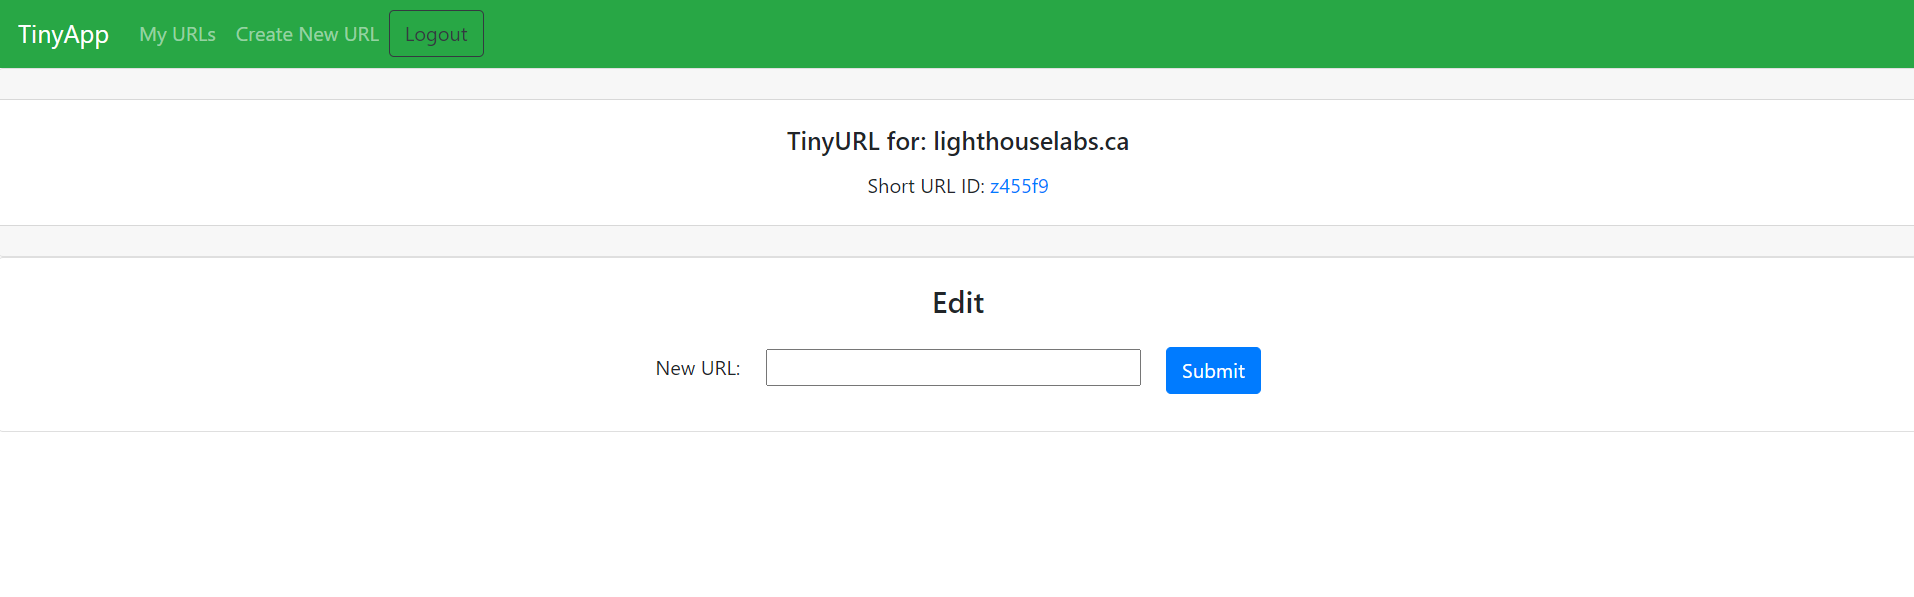 TinyApp My URLs Create New URL Logout
TinyURL for: lighthouselabs.ca
Short URL ID: z455f9
Edit
New URL: Submit